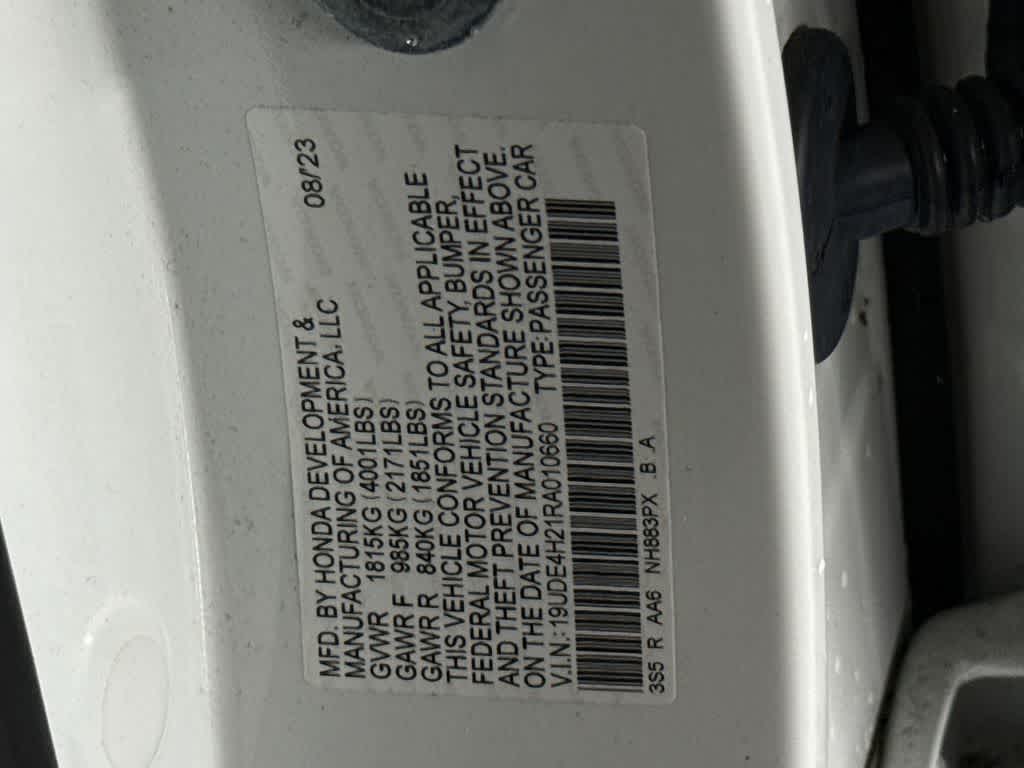 MFD. BY HONDA DEVELOPMENT & 08/'23
MANUFACTURING OF AMERICA, LLC
GVWR 1815KG (4001LBS)
GAWR F 985KG (2171LBS)
GAWR R 840KG (1851LBS)
THIS VEHICLE CONFORMS TO ALL APPLICABLE
FEDERAL MOTOR VEHICLE SAFETY, BUMPER,
AND THEFT PREVENTION STANDARDS IN EFFECT
ON THE DATE OF MANUFACTURE SHOWN ABOVE.
V.I.N.:19UDE4H21RA010660 TYPE:PASSENGER CAR
3S5 R AA6 NH883PX .B A